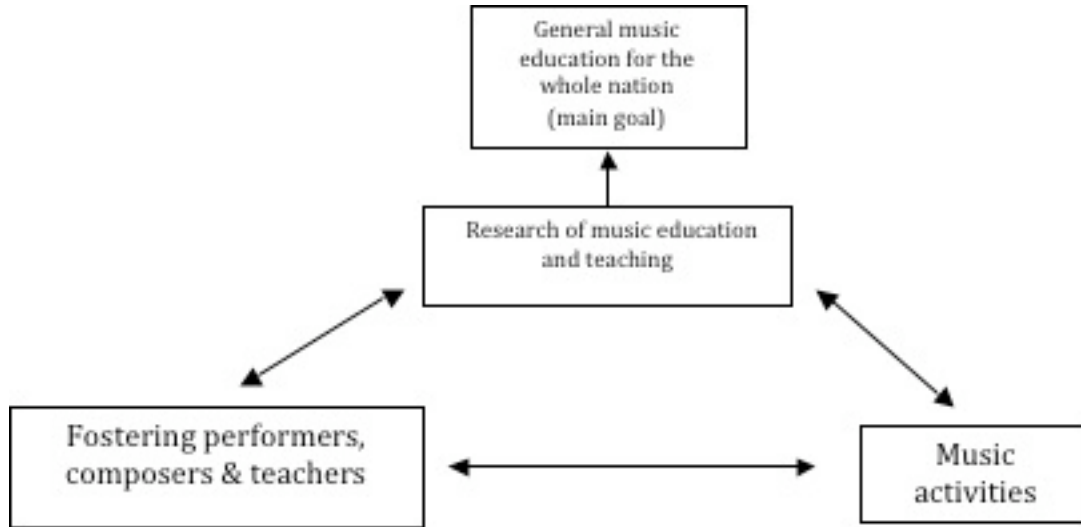 General music
education for the
whole nation
(main goal)
Research of music education
and teaching
Fostering performers,
composers & teachers
Music
activities